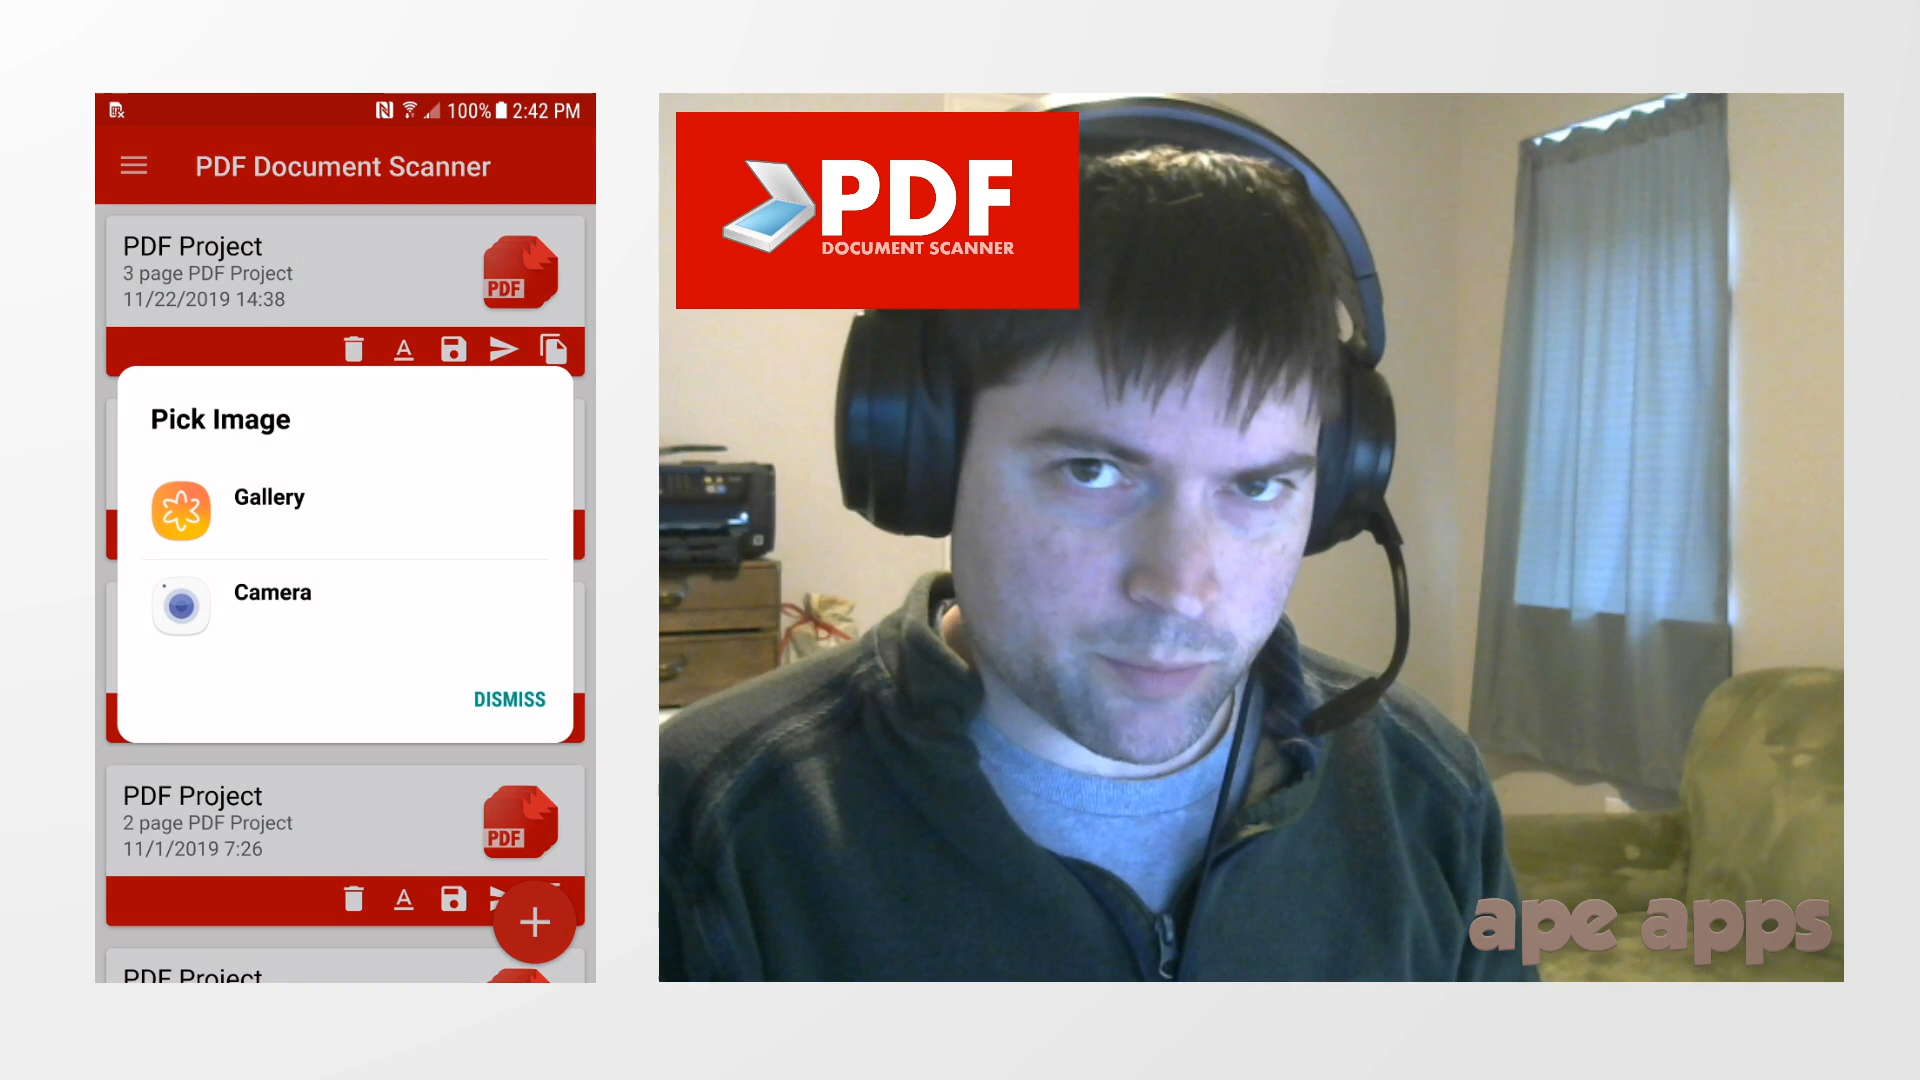 100% 2:42 PM
PDF Document Scanner
PDF Project
3 page PDF Project
11/22/2019 14:38
PDF
Pick Image
Gallery
Camera
DISMISS
PDF Project
2 page PDF Project
11/1/2019 7:26
PDF
PDF Project
PDF
DOCUMENT SCANNER
ape apps